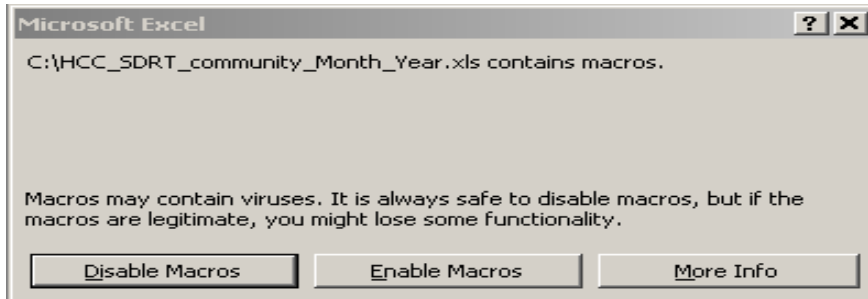 Microsoft Excel
C:\HCC_SDRT_community_Month_Year.xls contains macros.
Macros may contain viruses. It is always safe to disable macros, but if the
macros are legitimate, you might lose some functionality.
Disable Macros Enable Macros More Info